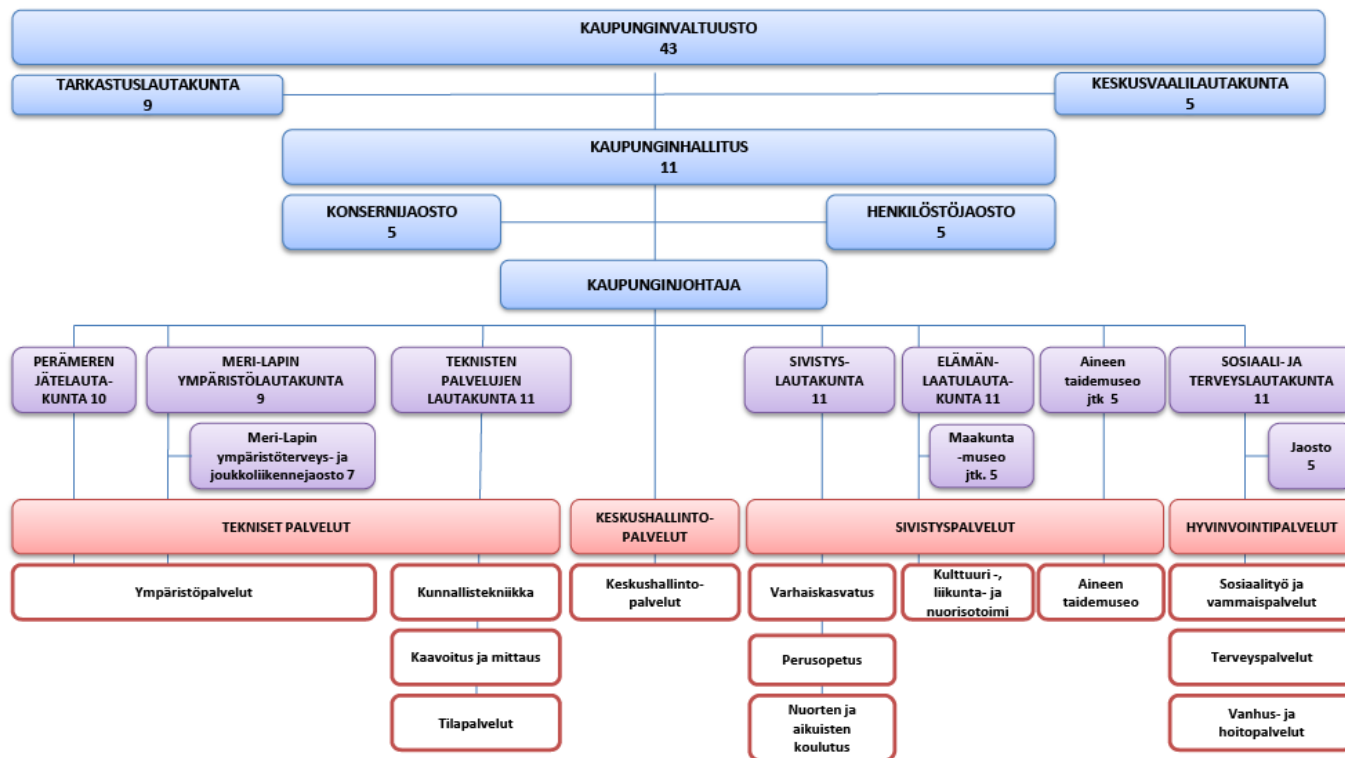 KAUPUNGINVALTUUSTO
43
TARKASTUSLAUTAKUNTA
9
KESKUSVAALILAUTAKUNTA
5
KAUPUNGINHALLITUS
11
KONSERNIJAOSTO
5
HENKILÖSTÖJAOSTO
5
KAUPUNGINJOHTAJA
PERÄMEREN
JÄTELAUTA-
KUNTA 10
MERI-LAPIN
YMPÄRISTÖLAUTAKUNTA
9
TEKNISTEN
PALVELUJEN
LAUTAKUNTA 11
SIVISTYS-
LAUTAKUNTA
11
ELÄMÄN-
LAATULAUTA-
KUNTA 11
Aineen
taidemuseo
jtk 5
SOSIAALI- JA
TERVEYSLAUTAKUNTA
11
Meri-Lapin
ympäristöterveys- ja
joukkoliikennejaosto 7
Maakunta
-museo
jtk. 5
Jaosto
5
TEKNISET PALVELUT
KESKUSHALLINTO-
PALVELUT
SIVISTYSPALVELUT
HYVINVOINTIPALVELUT
Ympäristöpalvelut
Kunnallistekniikka
Keskushallinto-
palvelut
Varhaiskasvatus
Kulttuuri -,
liikunta- ja
nuorisotoimi
Aineen
taidemuseo
Sosiaalityö ja
vammaispalvelut
Kaavoitus ja mittaus
Perusopetus
Terveyspalvelut
Tilapalvelut
Nuorten ja
aikuisten
koulutus
Vanhus- ja
hoitopalvelut